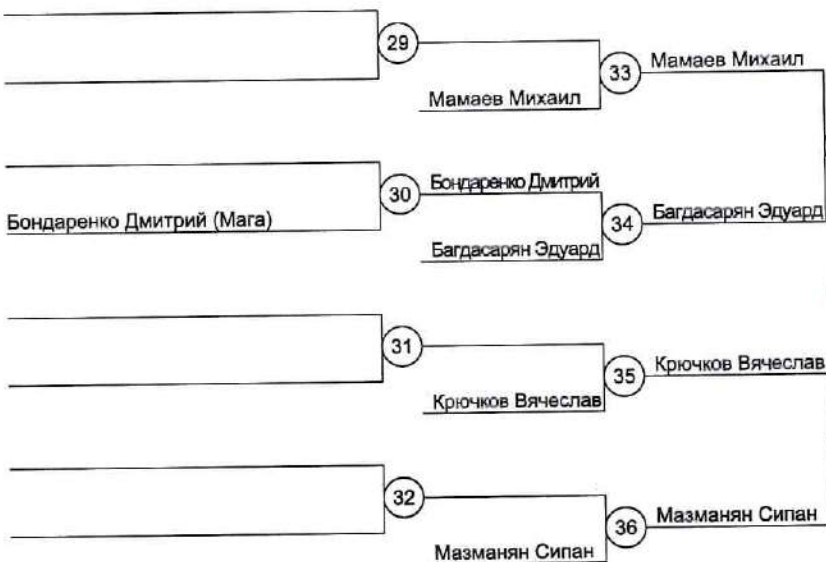 29
33
Мамаев Михаил
Мамаев Михаил
30
Бондаренко Дмитрий
Бондаренко Дмитрий (Мага)
34
Багдасарян Эдуард
Багдасарян Эдуард
31
35
Крючков Вячеслав
Крючков Вячеслав
32
36
Мазманян Сипан
Мазманян Сипан